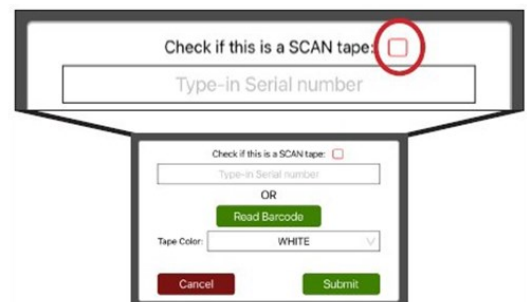 Check if this is a SCAN tape:
Type-in Serial number
Check if this is a SCAN tape:
Type-in Serial number
OR
Read Barcode
Tape Color: WHITE
Cancel Submit